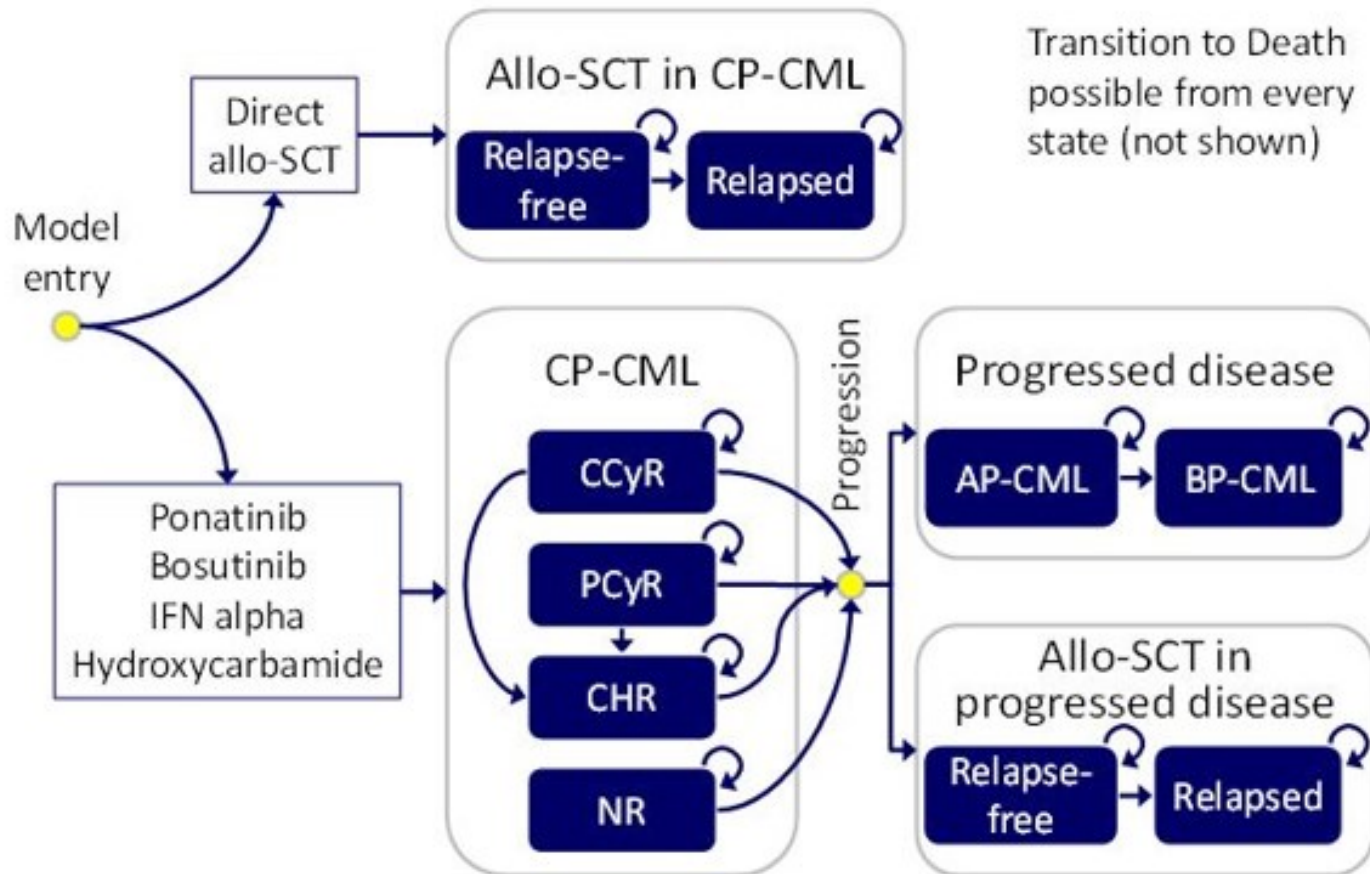 Model
entry
Direct
allo-SCT
Allo-SCT in CP-CML
Relapse-
free
Relapsed
Transition to Death
possible from every
state (not shown)
Ponatinib
Bosutinib
IFN alpha
Hydroxycarbamide
CP-CML
CCyR
PCyR
CHR
NR
Progression
Progressed disease
AP-CML
BP-CML
Allo-SCT in
progressed disease
Relapse-
free
Relapsed